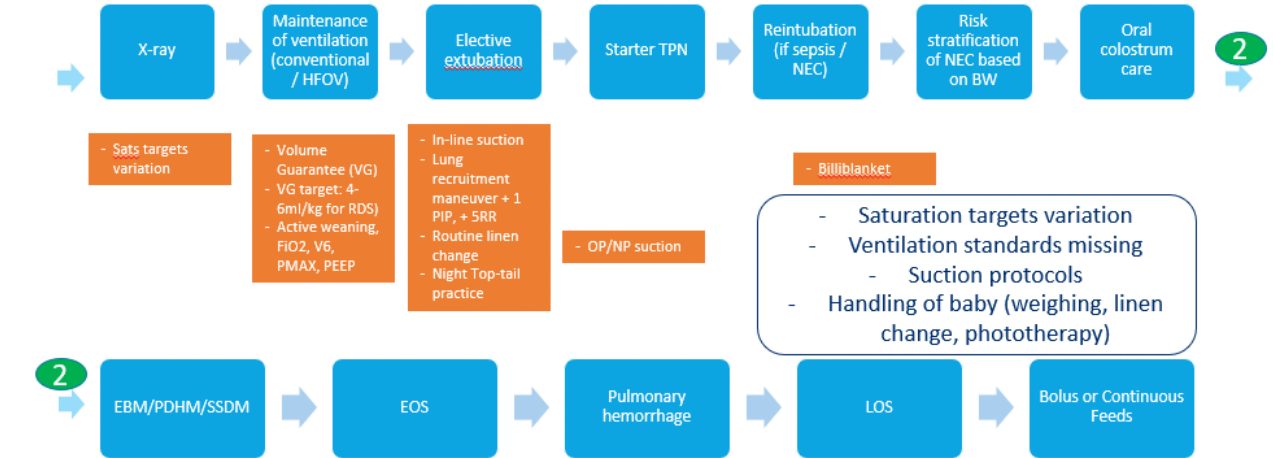 X-ray
Maintenance
of ventilation
(conventional
/ HFOV)
Elective
extubation
Starter TPN
Reintubation
(if sepsis /
NEC)
Risk
stratification
of NEC based
on BW
Oral
colostrum
care
2
- Sats targets
variation
- Volume
Guarantee (VG)
- VG target: 4-
6ml/kg for RDS)
- Active weaning,
FiO2, V6,
PMAX, PEEP
- In-line suction
- Lung
recruitment
maneuver + 1
PIP, + 5RR
- Routine linen
change
- Night Top-tail
practice
- OP/NP suction
- Billiblanket
- Saturation targets variation
- Ventilation standards missing
- Suction protocols
- Handling of baby (weighing, linen
change, phototherapy)
2
EBM/PDHM/SSDM
EOS
Pulmonary
hemorrhage
LOS
Bolus or Continuous
Feeds